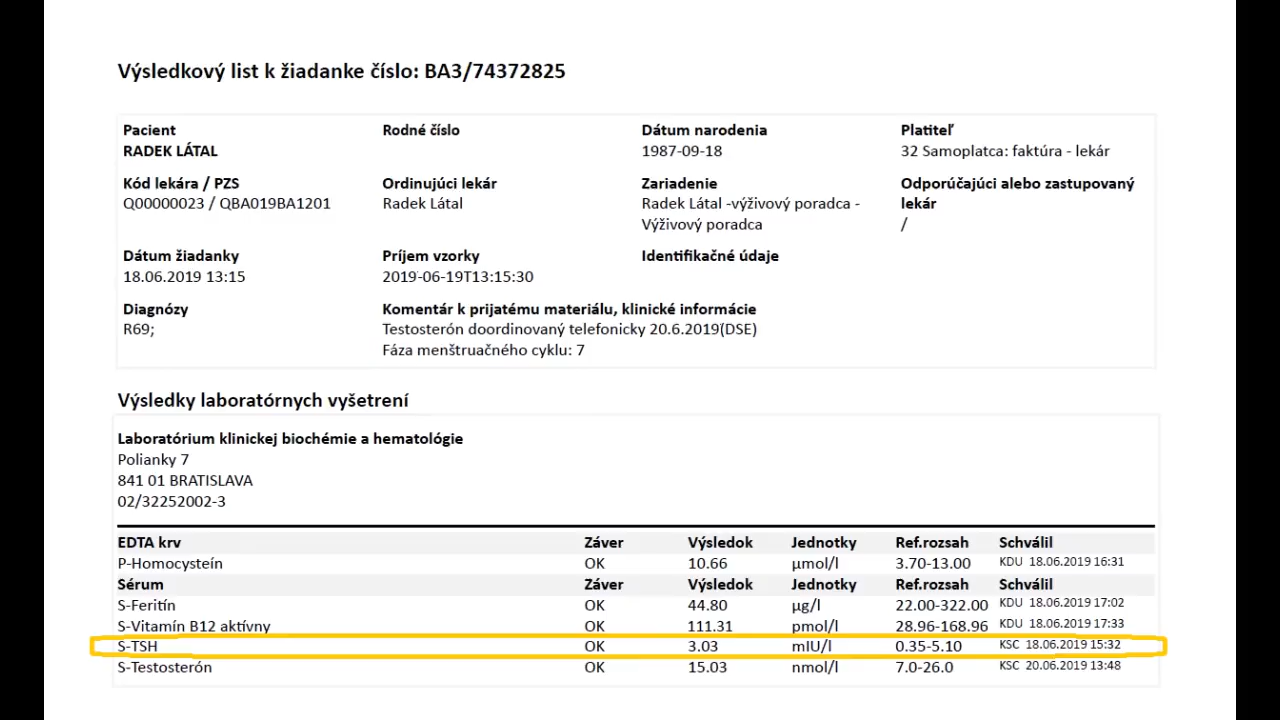 Výsledkový list k žiadanke číslo: BA3/74372825
Pacient Rodné číslo Dátum narodenia Platiteľ
RADEK LÁTAL 1987-09-18 32 Samoplatca: faktúra - lekár
Kód lekára / PZS Ordinujúci lekár Zariadenie Odporúčajúci alebo zastupovaný
Q00000023 / QBA019BA1201 Radek Látal Radek Látal -výživový poradca - lekár
Výživový poradca /
Dátum žiadanky Príjem vzorky Identifikačné údaje
18.06.2019 13:15 2019-06-19T13:15:30
Diagnózy Komentár k prijatému materiálu, klinické informácie
R69; Testosterón doordinovaný telefonicky 20.6.2019(DSE)
Fáza menštruačného cyklu: 7
Výsledky laboratórnych vyšetrení
Laboratórium klinickej biochémie a hematológie
Polianky 7
841 01 BRATISLAVA
02/32252002-3
EDTA krv Záver Výsledok Jednotky Ref.rozsah Schválil
P-Homocysteín OK 10.66 µmol/l 3.70-13.00 KDU 18.06.2019 16:31
Sérum Záver Výsledok Jednotky Ref.rozsah Schválil
S-Feritín OK 44.80 µg/l 22.00-322.00 KDU 18.06.2019 17:02
S-Vitamín B12 aktívny OK 111.31 pmol/l 28.96-168.96 KDU 18.06.2019 17:33
S-TSH OK 3.03 mIU/l 0.35-5.10 KSC 18.06.2019 15:32
S-Testosterón OK 15.03 nmol/l 7.0-26.0 KSC 20.06.2019 13:48